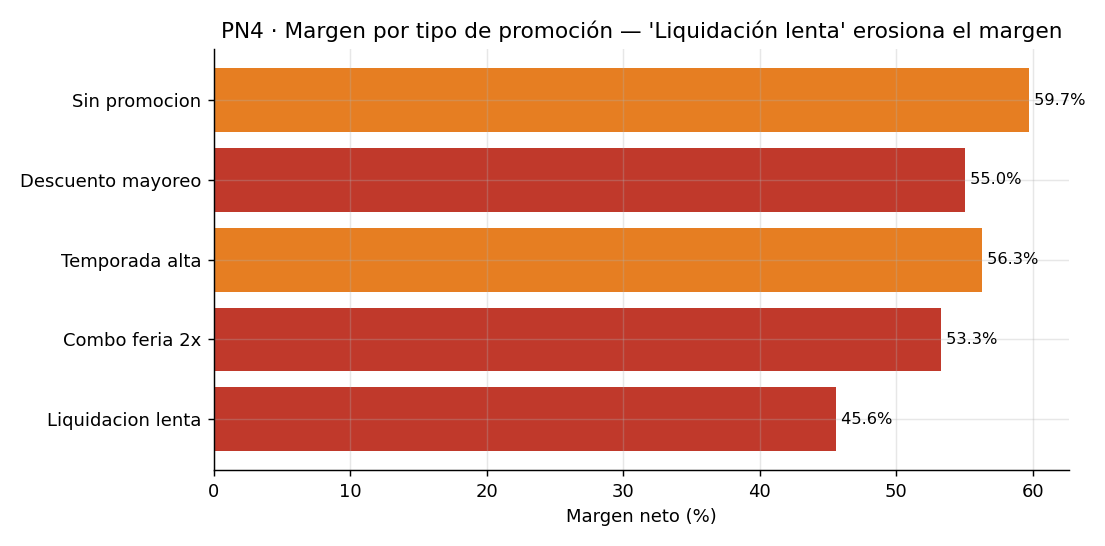 PN4 · Margen por tipo de promoción — 'Liquidación lenta' erosiona el margen
Sin promocion
59.7%
Descuento mayoreo
55.0%
Temporada alta
56.3%
Combo feria 2x
53.3%
Liquidacion lenta
45.6%
0 10 20 30 40 50 60
Margen neto (%)